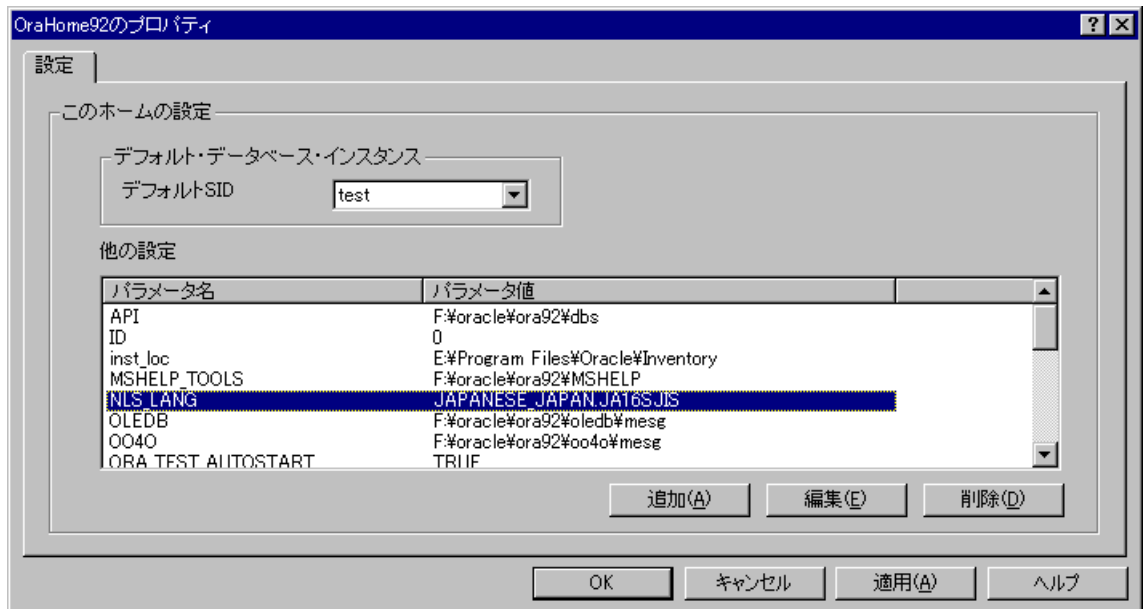 OraHome92のプロパティ
設定
このホームの設定
デフォルト・データベース・インスタンス
デフォルトSID test
他の設定
パラメータ名 パラメータ値
API F:¥oracle¥ora92¥dbs
ID 0
inst_loc E:¥Program Files¥Oracle¥Inventory
MSHELP_TOOLS F:¥oracle¥ora92¥MSHELP
NLS_LANG JAPANESE_JAPAN.JA16SJIS
OLEDB F:¥oracle¥ora92¥oledb¥mesg
OO4O F:¥oracle¥ora92¥oo4o¥mesg
ORA_TEST_AUTOSTART TRUE
追加(A) 編集(E) 削除(D)
OK キャンセル 適用(A) ヘルプ